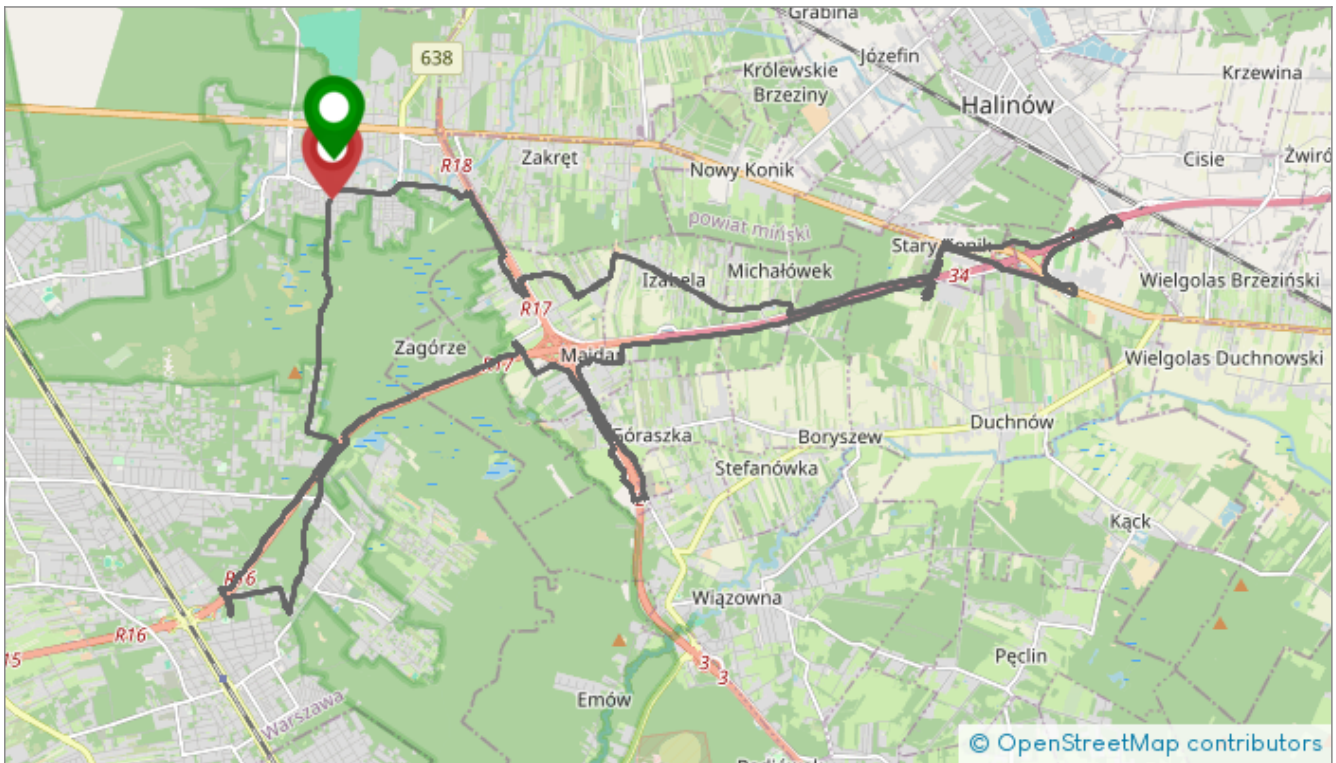 Grabina
638
Józefin
Królewskie
Brzeziny
Krzewina
Halinów
R18
Zakręt
Cisie
Nowy Konik
powiat miński
Stary Konik
Izabela
Michałówek
34
Wielgolas Brzeziński
R17
Zagórze
R17
Majdan
Wielgolas Duchnowski
Góraszka
Boryszew
Duchnów
Stefanówka
Kąck
R16
Wiązowna
R16
15
3
3
Pęclin
Emów
Warszawa
© OpenStreetMap contributors